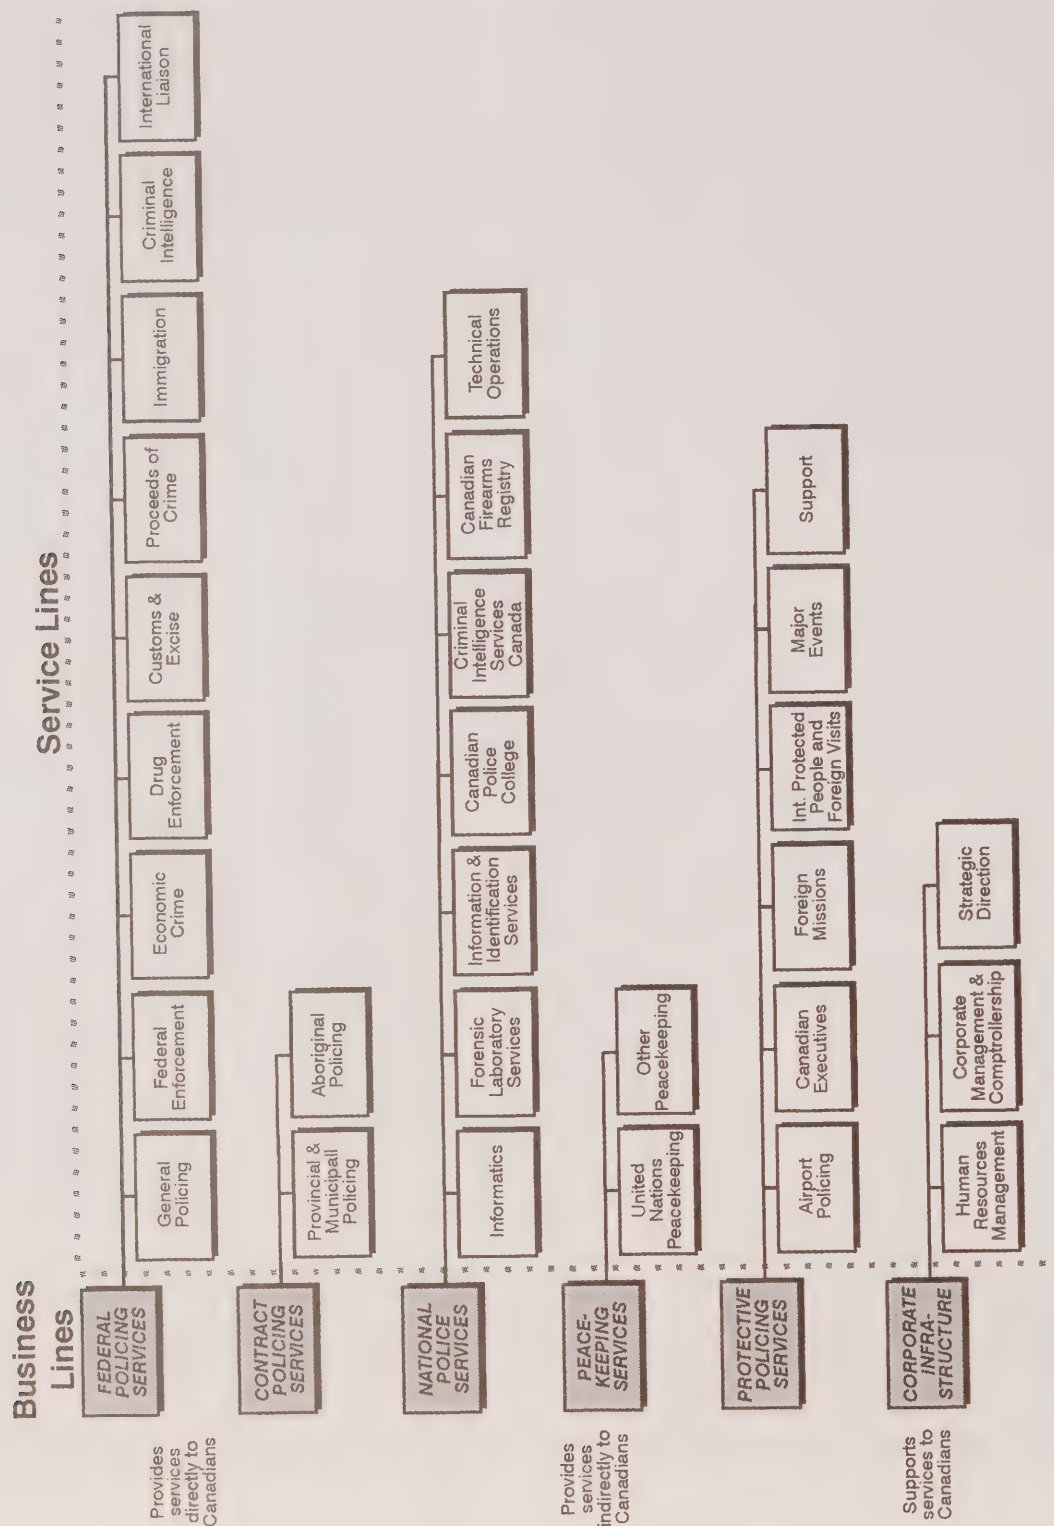 Service Lines
Business
Lines
Provides
services
directly to
Canadians
FEDERAL
POLICING
SERVICES
General
Policing
Federal
Enforcement
Economic
Crime
Drug
Enforcement
Customs &
Excise
Proceeds of
Crime
Immigration
Criminal
Intelligence
International
Liaison
CONTRACT
POLICING
SERVICES
Provincial &
Municipall
Policing
Aboriginal
Policing
NATIONAL
POLICE
SERVICES
Informatics
Forensic
Laboratory
Services
Information &
Identification
Services
Canadian
Police
College
Criminal
Intelligence
Services
Canada
Canadian
Firearms
Registry
Technical
Operations
Provides
services
indirectly to
Canadians
PEACE-
KEEPING
SERVICES
United
Nations
Peacekeeping
Other
Peacekeeping
PROTECTIVE
POLICING
SERVICES
Airport
Policing
Canadian
Executives
Foreign
Missions
Int. Protected
People and
Foreign Visits
Major
Events
Support
Supports
services to
Canadians
CORPORATE
INFRA-
STRUCTURE
Human
Resources
Management
Corporate
Management &
Comptrollership
Strategic
Direction